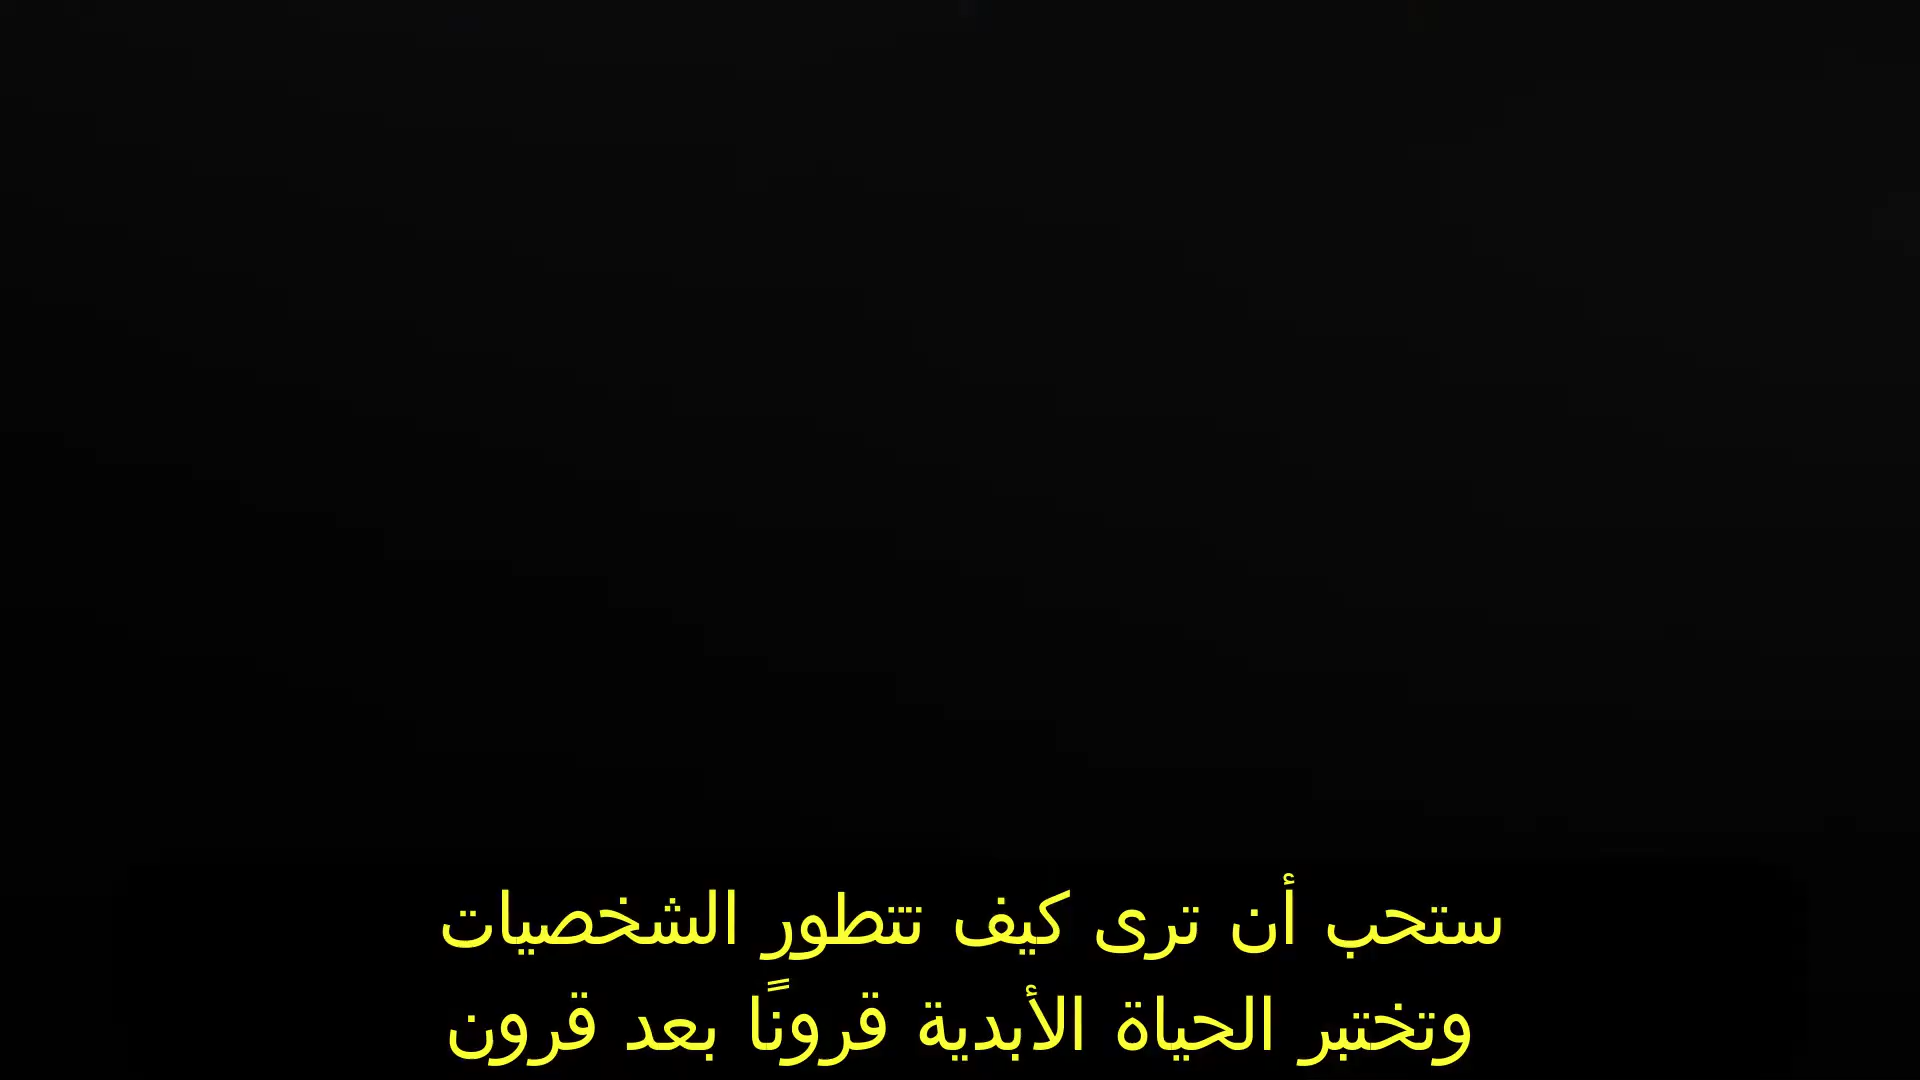 ستحب أن ترى كيف تتطور الشخصيات
وتختبر الحياة الأبدية قرونًا بعد قرون